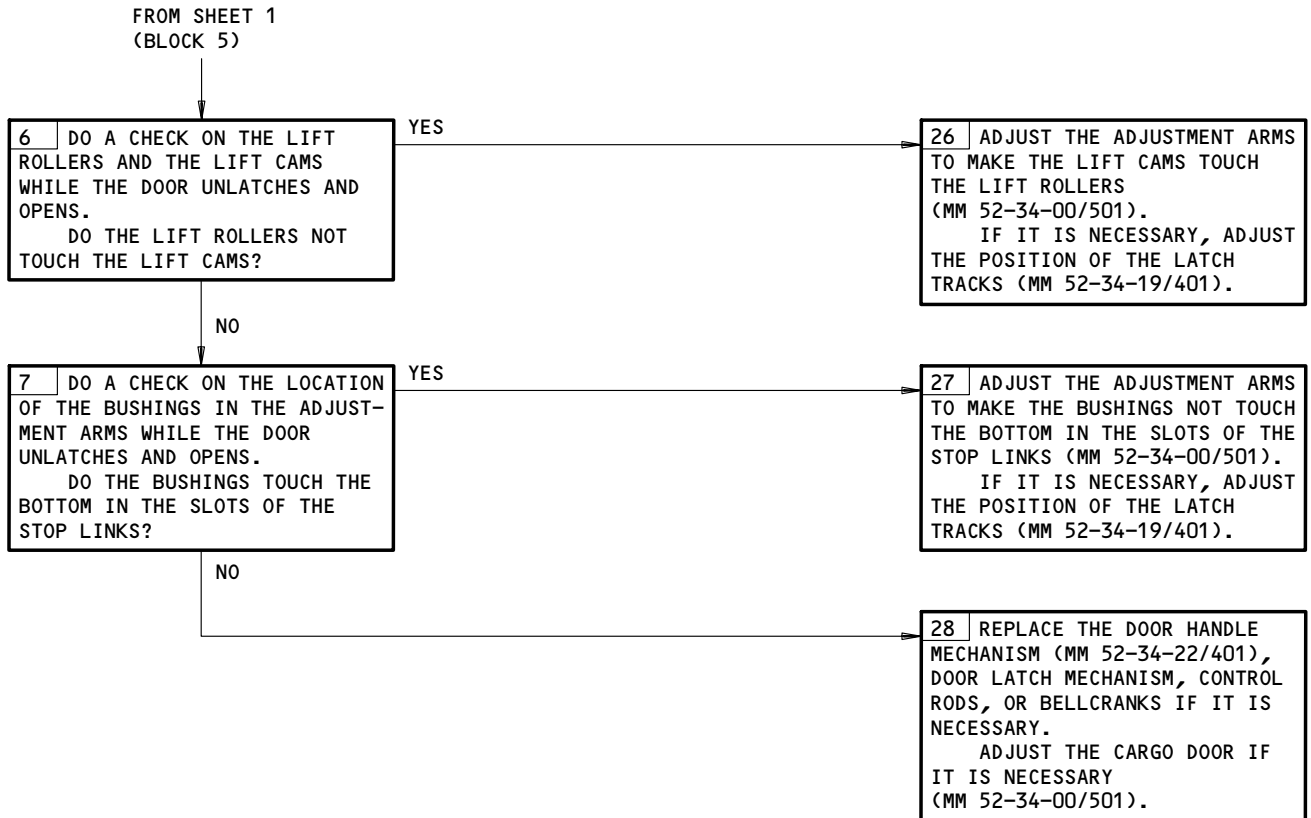 FROM SHEET 1
(BLOCK 5)
6 DO A CHECK ON THE LIFT
ROLLERS AND THE LIFT CAMS
WHILE THE DOOR UNLATCHES AND
OPENS.
DO THE LIFT ROLLERS NOT
TOUCH THE LIFT CAMS?
YES
26 ADJUST THE ADJUSTMENT ARMS
TO MAKE THE LIFT CAMS TOUCH
THE LIFT ROLLERS
(MM 52-34-00/501).
IF IT IS NECESSARY, ADJUST
THE POSITION OF THE LATCH
TRACKS (MM 52-34-19/401).
NO
7 DO A CHECK ON THE LOCATION
OF THE BUSHINGS IN THE ADJUST-
MENT ARMS WHILE THE DOOR
UNLATCHES AND OPENS.
DO THE BUSHINGS TOUCH THE
BOTTOM IN THE SLOTS OF THE
STOP LINKS?
YES
27 ADJUST THE ADJUSTMENT ARMS
TO MAKE THE BUSHINGS NOT TOUCH
THE BOTTOM IN THE SLOTS OF THE
STOP LINKS (MM 52-34-00/501).
IF IT IS NECESSARY, ADJUST
THE POSITION OF THE LATCH
TRACKS (MM 52-34-19/401).
NO
28 REPLACE THE DOOR HANDLE
MECHANISM (MM 52-34-22/401),
DOOR LATCH MECHANISM, CONTROL
RODS, OR BELLCRANKS IF IT IS
NECESSARY.
ADJUST THE CARGO DOOR IF
IT IS NECESSARY
(MM 52-34-00/501).